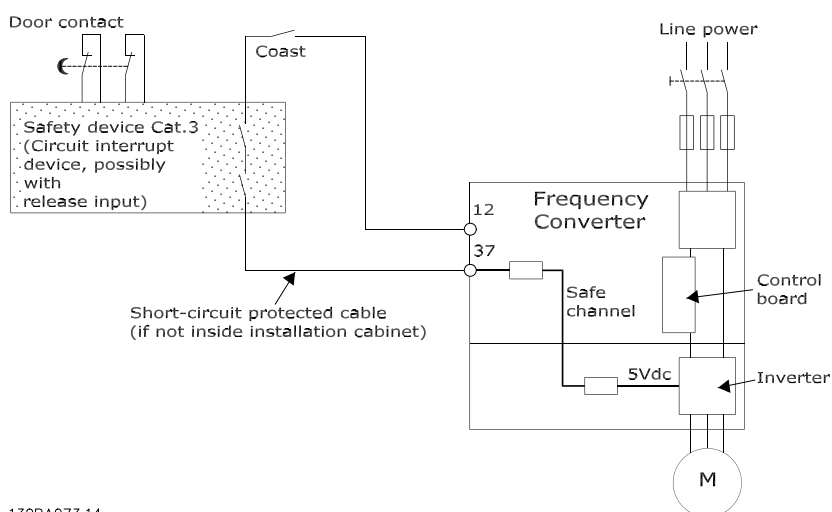 Door contact
Line power
Coast
Safety device Cat.3
(Circuit interrupt
device, possibly
with
release input)
Frequency
Converter
12
37
Safe
channel
Control
board
Short-circuit protected cable
(if not inside installation cabinet)
5Vdc
Inverter
M